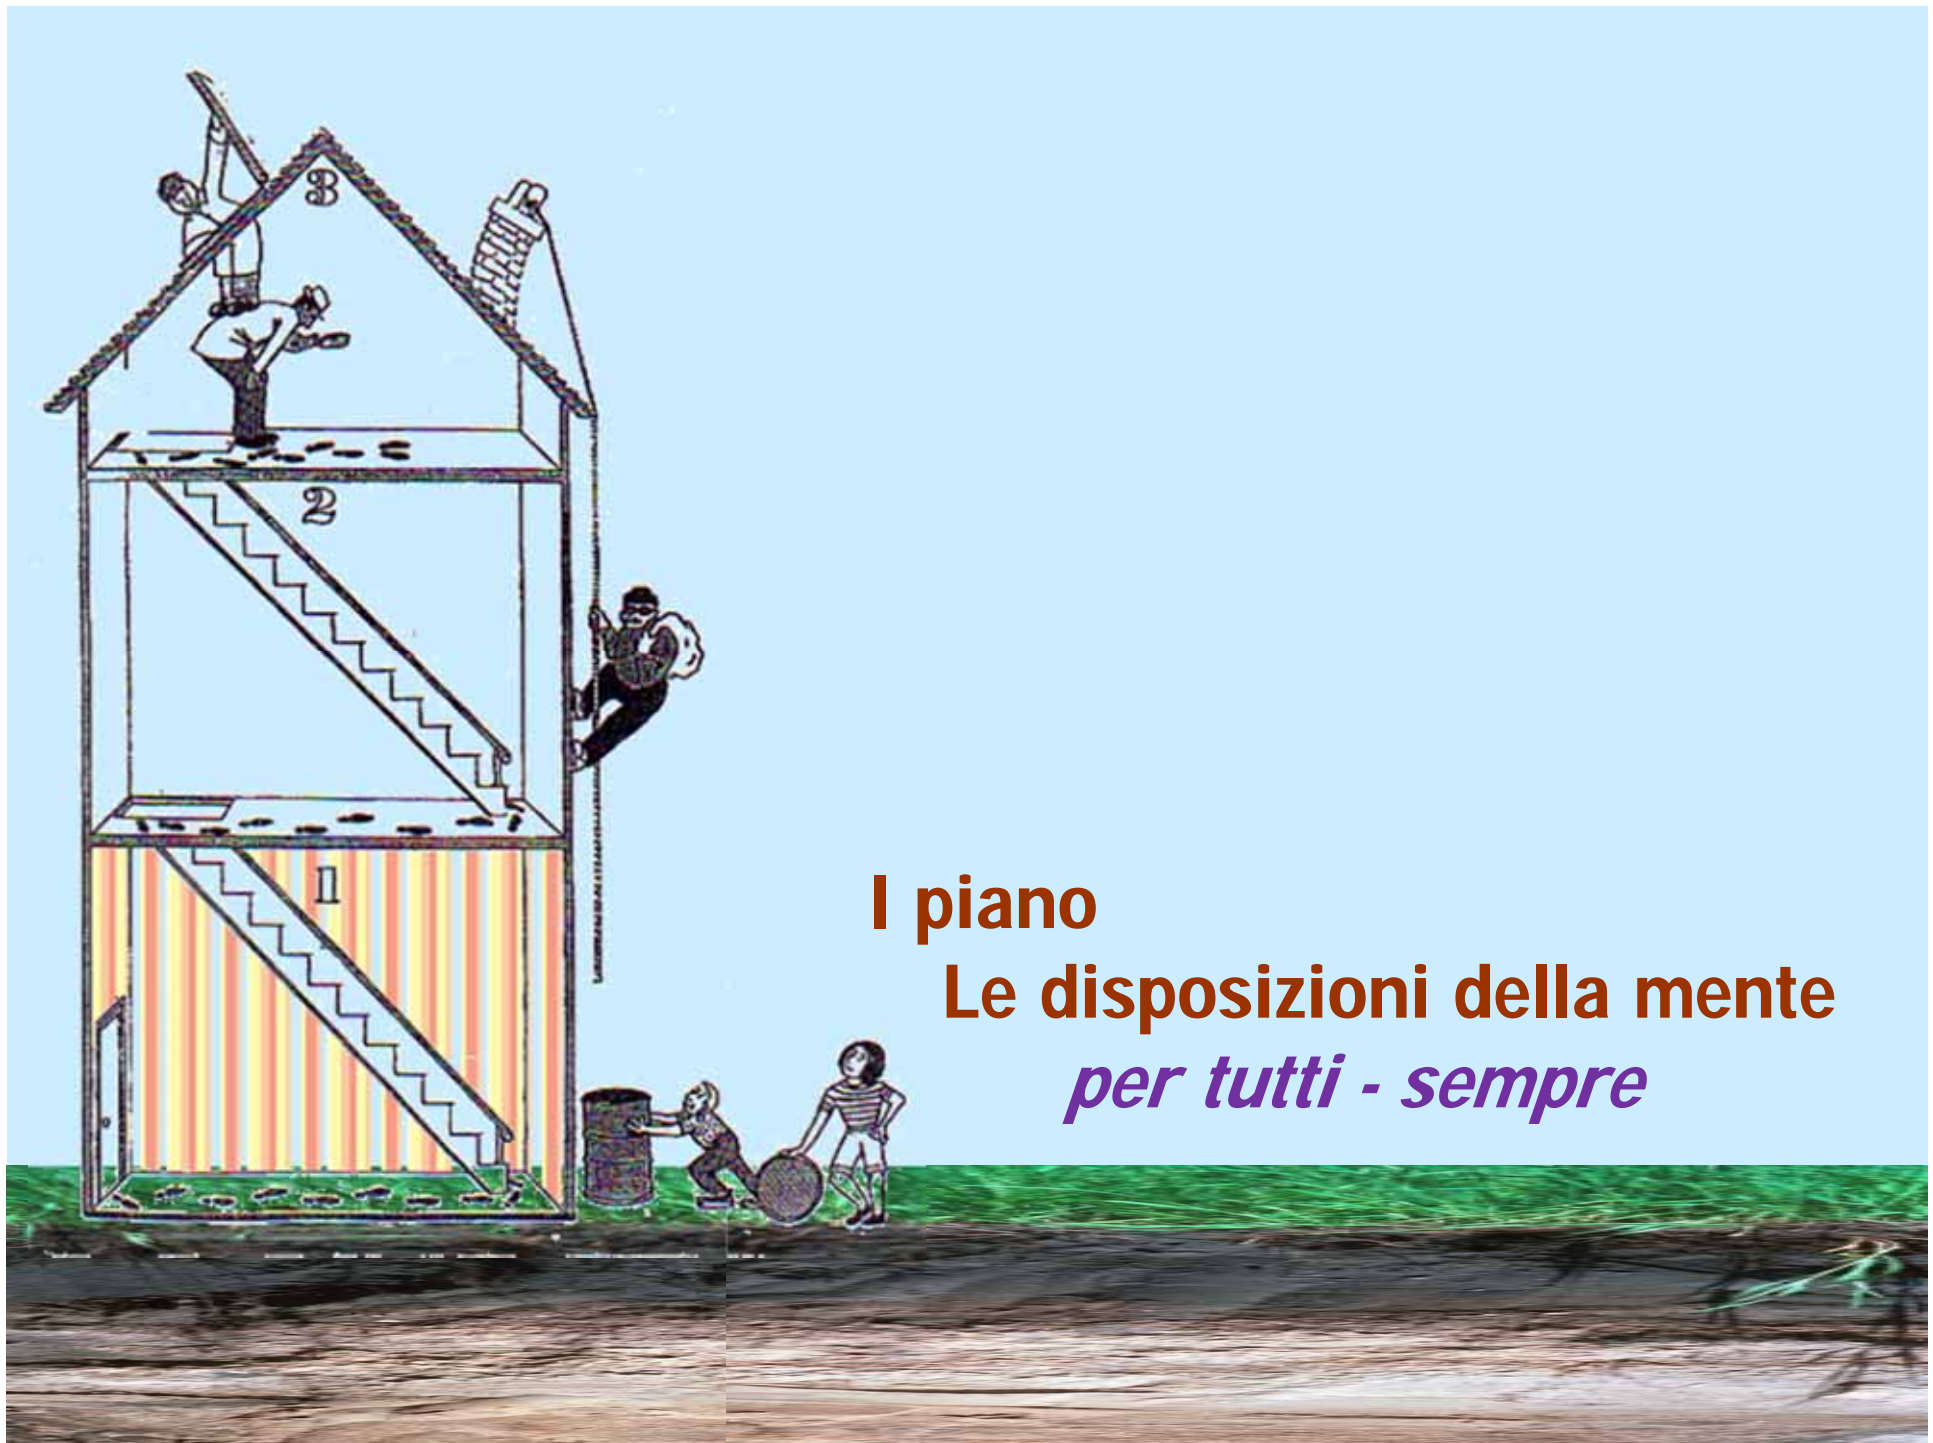 3
2
1
I piano
Le disposizioni della mente
per tutti - sempre